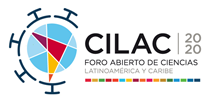 CILAC 20
20
FORO ABIERTO DE CIENCIAS
LATINOAMÉRICA Y CARIBE